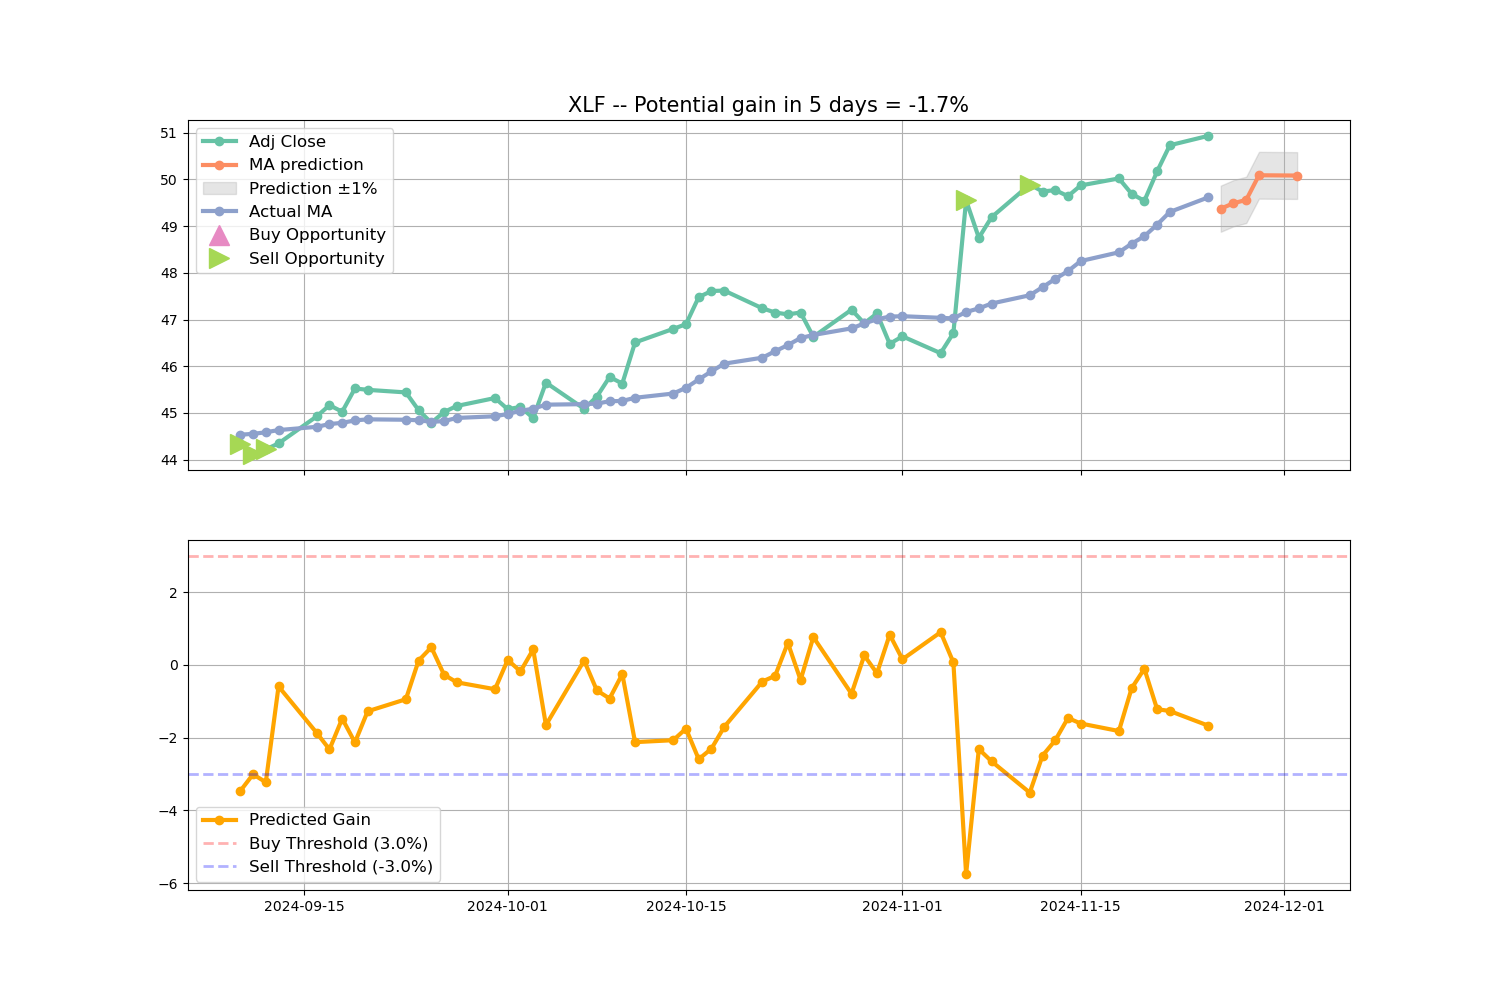 XLF -- Potential gain in 5 days = -1.7%
51
50
49
48
47
46
45
44
Adj Close
MA prediction
Prediction ±1%
Actual MA
Buy Opportunity
Sell Opportunity
2
0
−2
−4
−6
Predicted Gain
Buy Threshold (3.0%)
Sell Threshold (-3.0%)
2024-09-15
2024-10-01
2024-10-15
2024-11-01
2024-11-15
2024-12-01